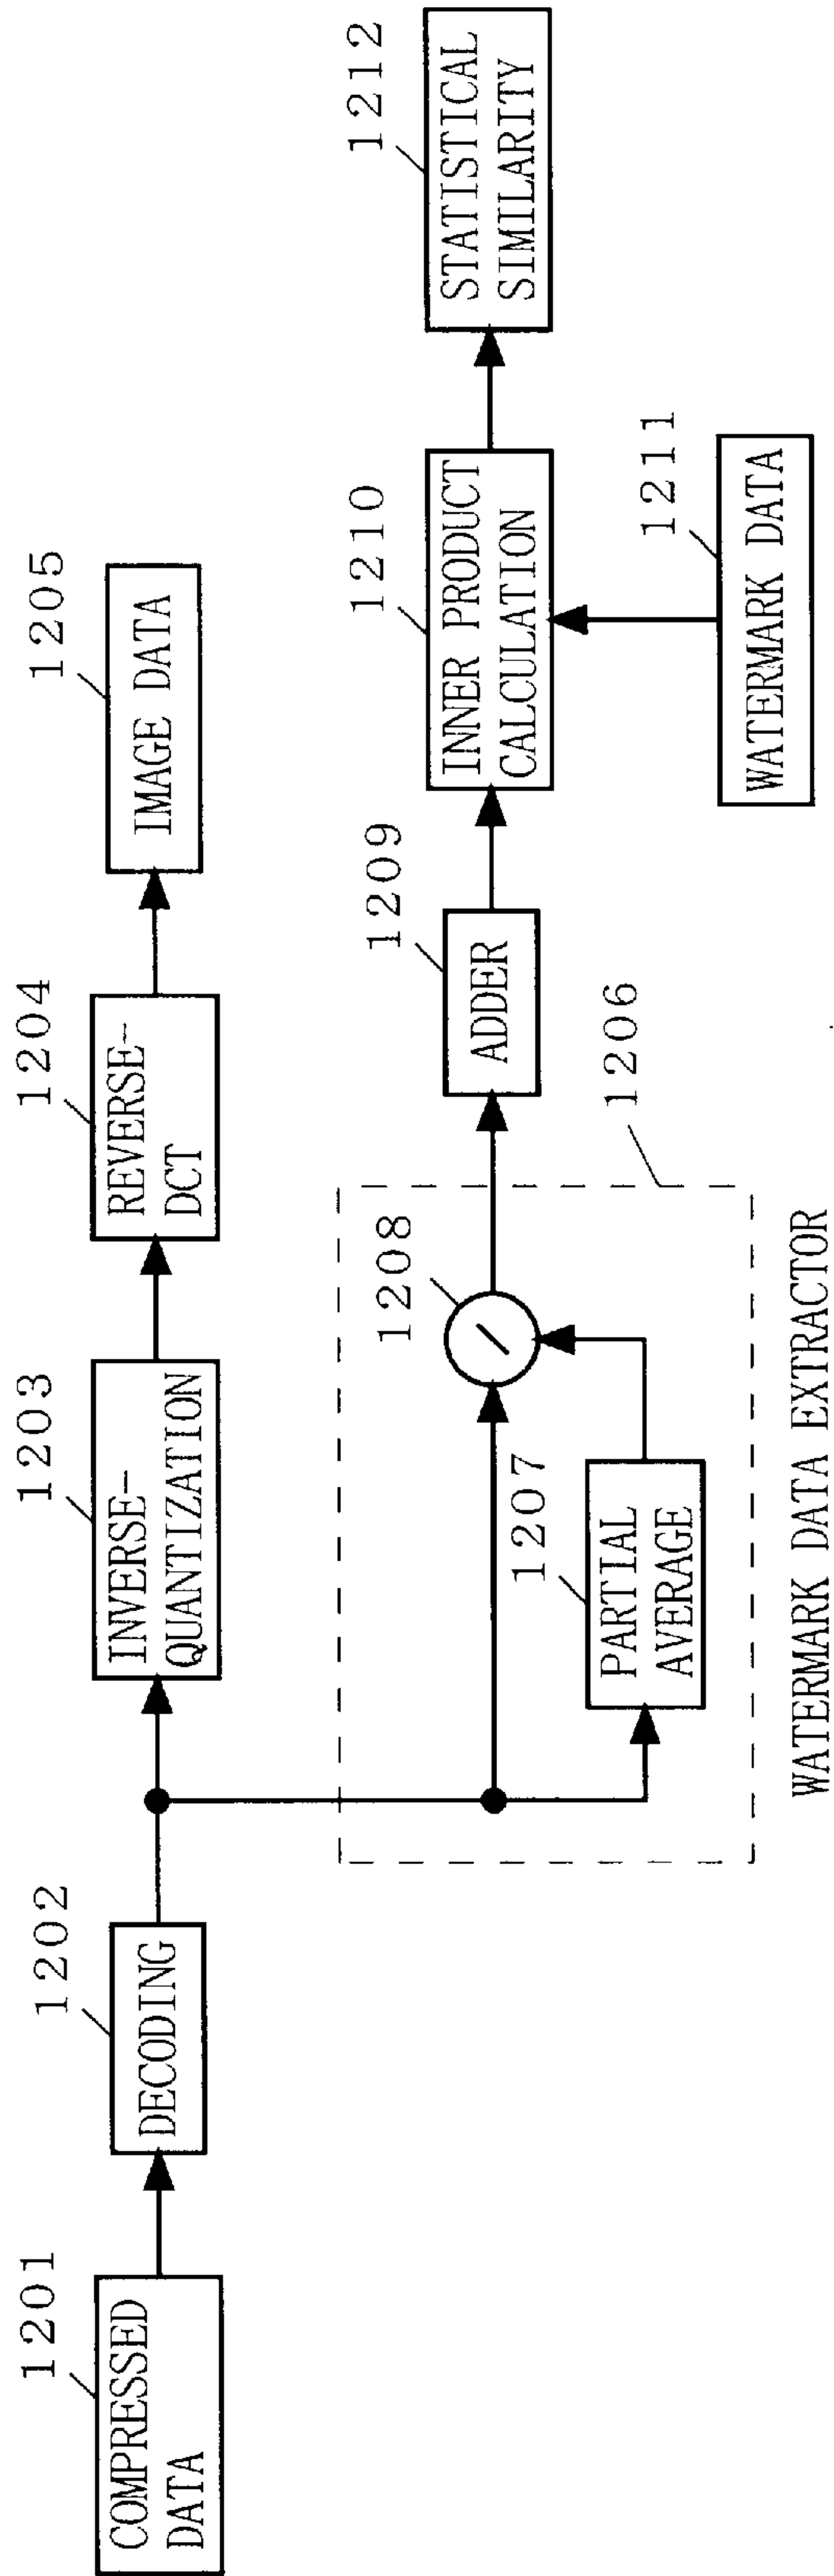 1201
COMPRESSED
DATA
1202
DECODING
1203
INVERSE-
QUANTIZATION
1204
REVERSE-
DCT
1205
IMAGE DATA
1206
1207
PARTIAL
AVERAGE
1208
WATERMARK DATA EXTRACTOR
1209
ADDER
1210
INNER PRODUCT
CALCULATION
1211
WATERMARK DATA
1212
STATISTICAL
SIMILARITY